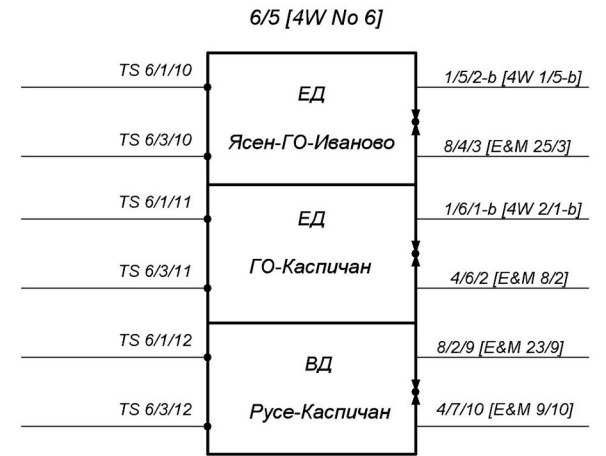 6/5 [4W No 6]
TS 6/1/10
ЕД
1/5/2-b [4W 1/5-b]
TS 6/3/10
Ясен-ГО-Иваново
8/4/3 [E&M 25/3]
TS 6/1/11
ЕД
1/6/1-b [4W 2/1-b]
TS 6/3/11
ГО-Каспичан
4/6/2 [E&M 8/2]
TS 6/1/12
ВД
8/2/9 [E&M 23/9]
TS 6/3/12
Русе-Каспичан
4/7/10 [E&M 9/10]